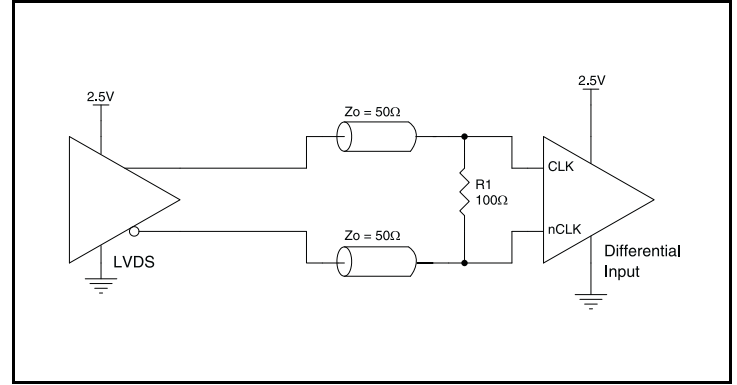 2.5V
2.5V
Zo = 50Ω
CLK
R1
100Ω
nCLK
Zo = 50Ω
LVDS
Differential
Input